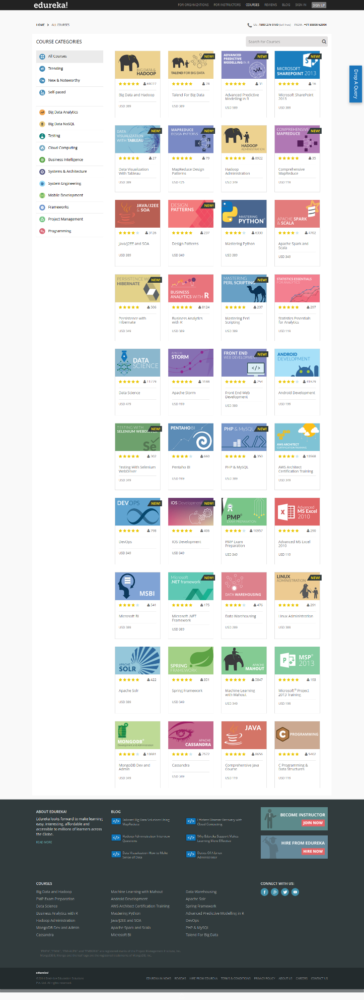 edureka!
FOR ORGANIZATIONS FOR INSTRUCTORS COURSES REVIEWS BLOG SIGN IN SIGN UP
HOME > ALL COURSES
US : 1800 275 9730 (toll free) INDIA : +91 88808 62004
COURSE CATEGORIES
Search for Courses
Drop A Query
All Courses
Trending
New & Noteworthy
Self-paced
Big Data Analytics
Big Data NoSQL
Testing
Cloud Computing
Business Intelligence
Systems & Architecture
System Engineering
Mobile Development
Frameworks
Project Management
Programming
BIG DATA &
HADOOP
69227
Big Data and Hadoop
USD 389
NEW!
TALEND FOR BIG DATA
78
Talend For Big Data
USD 389
NEW!
ADVANCED
PREDICTIVE
MODELLING IN R
31
Advanced Predictive
Modelling in R
USD 589
NEW!
MICROSOFT
SHAREPOINT 2013
16
Microsoft SharePoint
2013
USD 389
NEW!
DATA
VISUALIZATION
WITH TABLEAU
27
Data Visualization
With Tableau
USD 389
NEW!
MAPREDUCE
DESIGN PATTERNS
79
MapReduce Design
Patterns
USD 425
HADOOP
ADMINISTRATION
8922
Hadoop
Administration
USD 349
NEW!
COMPREHENSIVE
MAPREDUCE
35
Comprehensive
MapReduce
USD 119
JAVA/J2EE
& SOA
3126
Java/J2EE and SOA
USD 389
NEW!
DESIGN
PATTERNS
237
Design Patterns
USD 349
MASTERING
PYTHON
6330
Mastering Python
USD 389
APACHE SPARK
& SCALA
4702
Apache Spark and
Scala
USD 349
NEW!
PERSISTENCE W
HIBERNATE
506
Persistence with
Hibernate
USD 349
BUSINESS
ANALYTICS WITH R
8124
Business Analytics
with R
USD 389
NEW!
MASTERING
PERL SCRIPTING
207
Mastering Perl
Scripting
USD 389
STATISTICS ESSENTIALS
FOR ANALYTICS
297
Statistics Essentials
for Analytics
USD 119
DATA
SCIENCE
11779
Data Science
USD 479
APACHE
STORM
3188
Apache Storm
USD 199
NEW!
FRONT END
WEB DEVELOPMENT
</>
254
Front End Web
Development
USD 389
ANDROID
DEVELOPMENT
41679
Android Development
USD 199
NEW!
TESTING WITH
SELENIUM WEBDRIVER
Se
302
Testing With Selenium
WebDriver
USD 349
PENTAHO BI
660
Pentaho BI
USD 199
NEW!
PHP & MySQL
</>
350
PHP & MySQL
USD 389
AWS ARCHITECT
CERTIFICATION TRAINING
10568
AWS Architect
Certification Training
USD 349
NEW!
DEVOPS
798
DevOps
USD 349
NEW!
iOS Development
406
iOS Development
USD 349
PMP®
EXAM PREPARATION
10957
PMP Exam
Preparation
USD 349
Advanced
MS Excel
2010
290
Advanced MS Excel
2010
USD 119
MSBI
541
Microsoft BI
USD 389
NEW!
Microsoft
.NET framework
175
Microsoft .NET
Framework
USD 389
DATA WAREHOUSING
476
Data Warehousing
USD 289
NEW!
LINUX
ADMINISTRATION
291
Linux Administration
USD 389
APACHE
SOLR
422
Apache Solr
USD 389
SPRING
FRAMEWORK
351
Spring Framework
USD 349
APACHE
MAHOUT
5847
Machine Learning
with Mahout
USD 349
MSP®
2013
193
Microsoft® Project
2013 Training
USD 199
MONGODB®
Development and Administration
10881
MongoDB Dev and
Admin
USD 349
APACHE
CASSANDRA
7572
Cassandra
USD 349
JAVA
8656
Comprehensive Java
Course
USD 119
C PROGRAMMING
5402
C Programming &
Data Structures
USD 119
ABOUT EDUREKA!
Edureka looks forward to make learning
easy, interesting, affordable and
accessible to millions of learners across
the Globe.
READ MORE
BLOG
</> Tailored Big Data Solutions Using
MapReduce
</> Efficient Disaster Recovery with
Cloud Computing
</> Hadoop Administration Interview
Questions
</> Why Edureka Support Makes
Learning More Effective
</> Data Visualization-How to Make
Sense of Data
</> Duties Of A Linux
Administrator
BECOME INSTRUCTOR
JOIN NOW
HIRE FROM EDUREKA
HIRE NOW
COURSES
Big Data and Hadoop
PMP Exam Preparation
Data Science
Business Analytics with R
Hadoop Administration
MongoDB Dev and Admin
Cassandra
Machine Learning with Mahout
Android Development
AWS Architect Certification Training
Mastering Python
Java/J2EE and SOA
Apache Spark and Scala
Microsoft BI
Data Warehousing
Apache Solr
Spring Framework
Advanced Predictive Modelling in R
DevOps
PHP & MySQL
Talend For Big Data
CONNECT WITH US:
are registered marks of the Project Management Institute, Inc.
MongoDB®, Mongo and the leaf logo are the registered trademarks of MongoDB, Inc.
edureka!
©2014 Brain4ce Education Solutions
Pvt. Ltd. All rights reserved.
EDUREKA IN NEWS REVIEWS HIRE FROM EDUREKA TERMS & CONDITIONS PRIVACY POLICY ABOUT US CAREERS CONTACT US